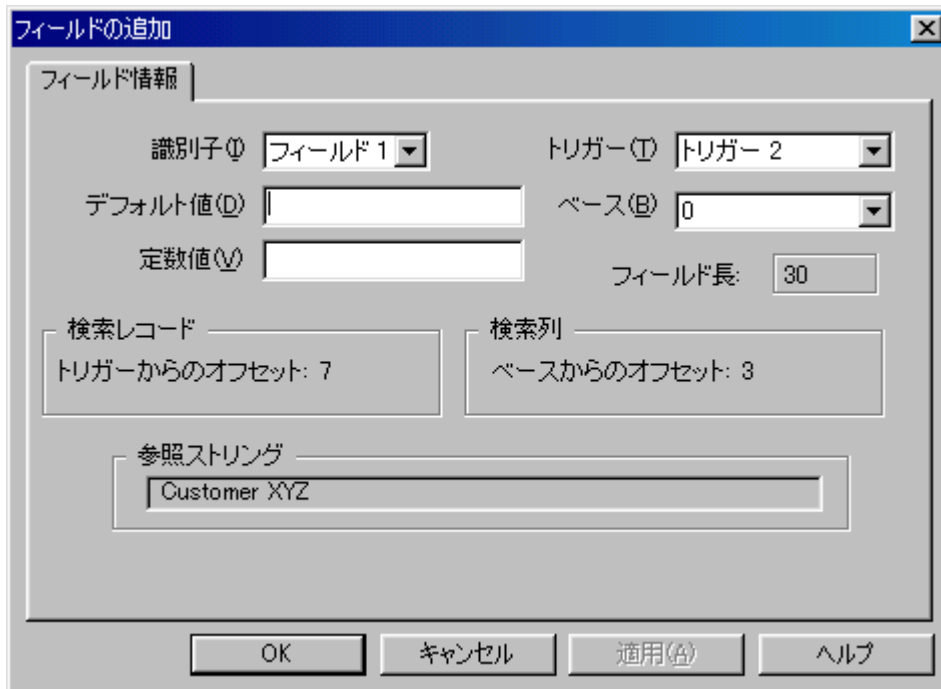 フィールドの追加
フィールド情報
識別子(I) フィールド 1 トリガー(T) トリガー 2
デフォルト値(D) ベース(B) 0
定数値(V) フィールド長: 30
検索レコード 検索列
トリガーからのオフセット: 7 ベースからのオフセット: 3
参照ストリング
Customer XYZ
OK キャンセル 適用(A) ヘルプ